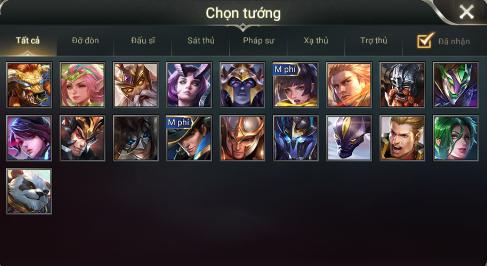 Chọn tướng
Tất cả Đỡ đòn Đấu sĩ Sát thủ Pháp sư Xạ thủ Trợ thủ Đã nhận
M phí
M phí